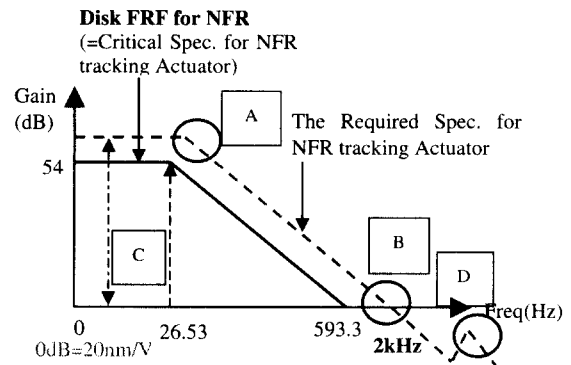 Disk FRF for NFR
(=Critical Spec. for NFR
tracking Actuator)
Gain
(dB)
A
The Required Spec. for
NFR tracking Actuator
54
C
B
D
Freq(Hz)
0
26.53
593.3
2kHz
0dB=20nm/V